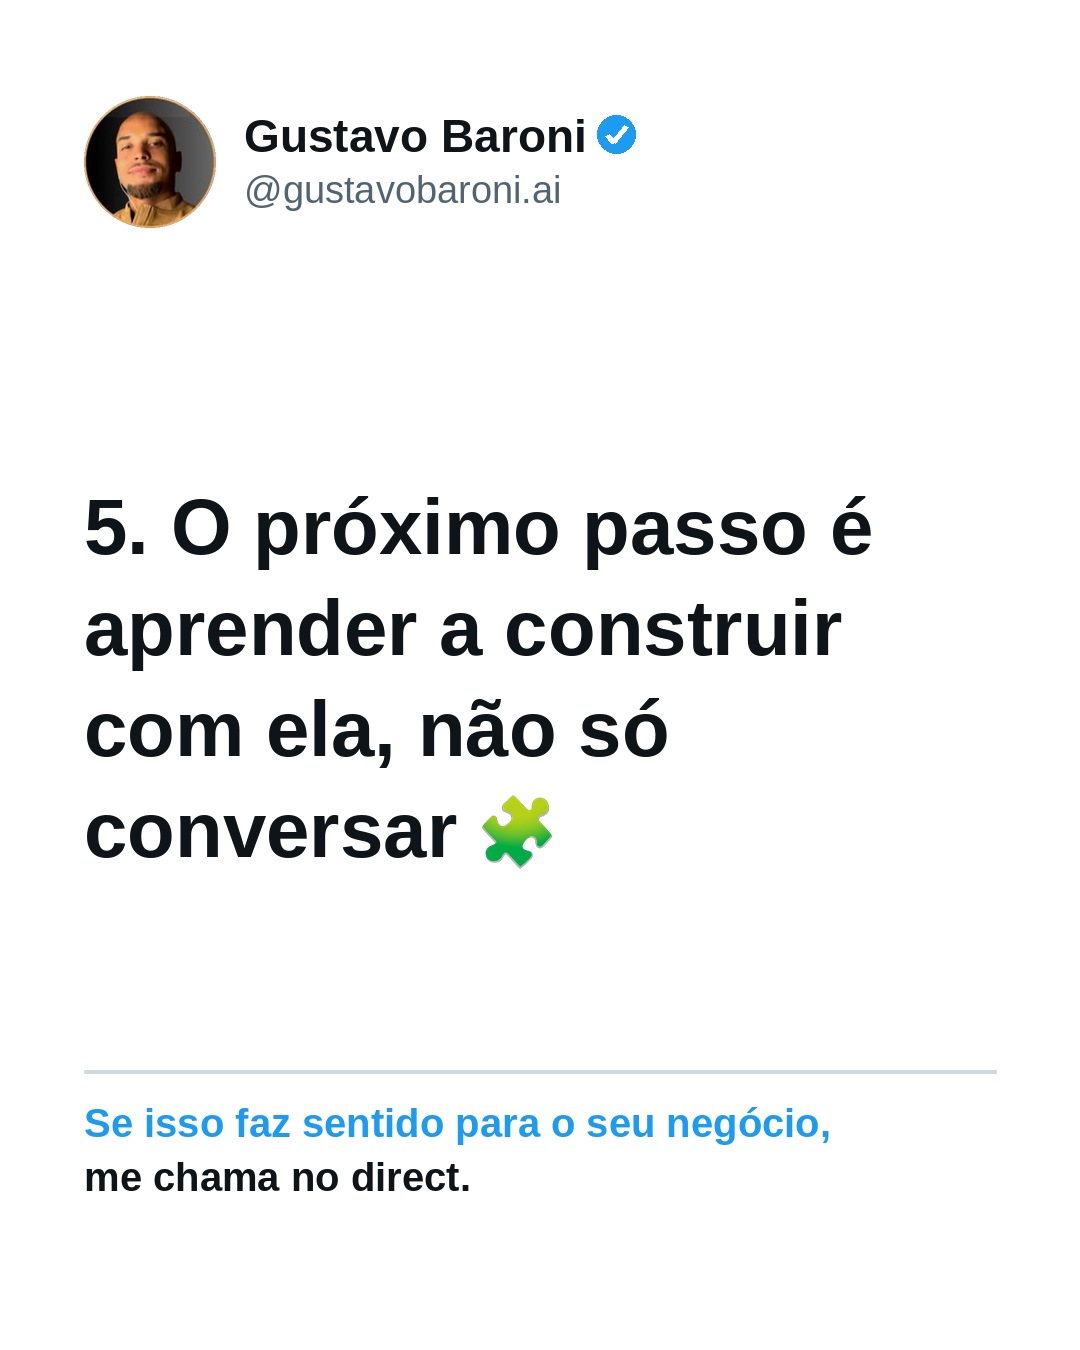 Gustavo Baroni
@gustavobaroni.ai
5. O próximo passo é
aprender a construir
com ela, não só
conversar 🧩
Se isso faz sentido para o seu negócio,
me chama no direct.